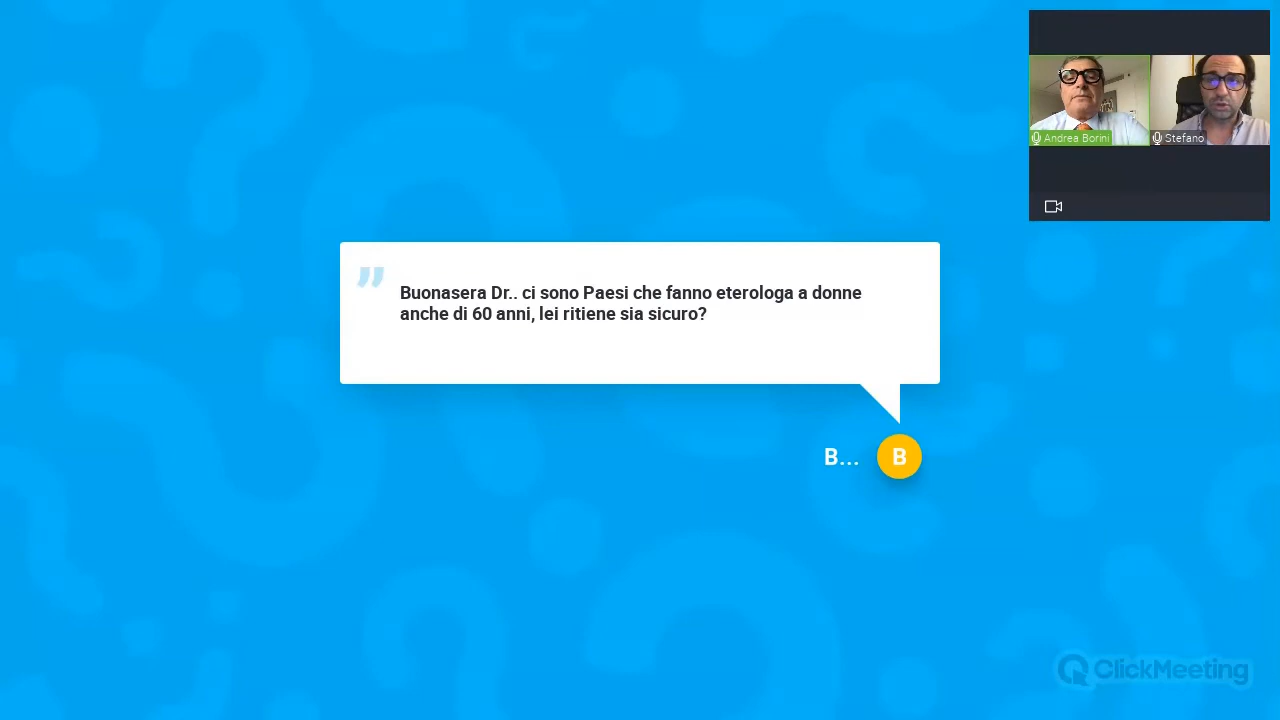 Andrea Borini
Stefano
Buonasera Dr.. ci sono Paesi che fanno eterologa a donne
anche di 60 anni, lei ritiene sia sicuro?
B...
B
ClickMeeting